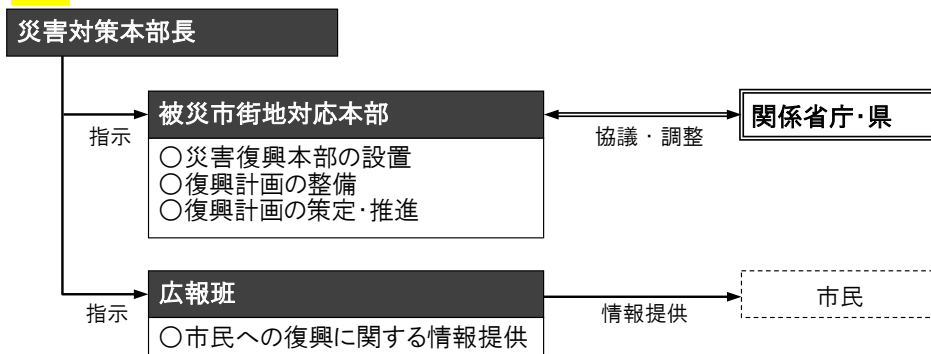 災害対策本部長
指示
被災市街地対応本部
○災害復興本部の設置
○復興計画の整備
○復興計画の策定・推進
協議・調整
関係省庁・県
指示
広報班
○市民への復興に関する情報提供
情報提供
市民